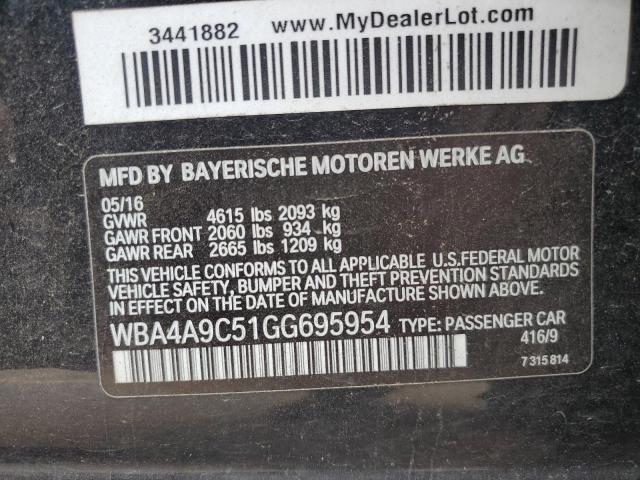 3441882 www.MyDealerLot.com
MFD BY BAYERISCHE MOTOREN WERKE AG
05/16
GVWR 4615 lbs 2093 kg
GAWR FRONT 2060 lbs 934 kg
GAWR REAR 2665 lbs 1209 kg
THIS VEHICLE CONFORMS TO ALL APPLICABLE U.S.FEDERAL MOTOR
VEHICLE SAFETY, BUMPER AND THEFT PREVENTION STANDARDS
IN EFFECT ON DATE OF MANUFACTURE SHOWN ABOVE.
WBA4A9C51GG695954 TYPE: PASSENGER CAR
416/9
7 315 814